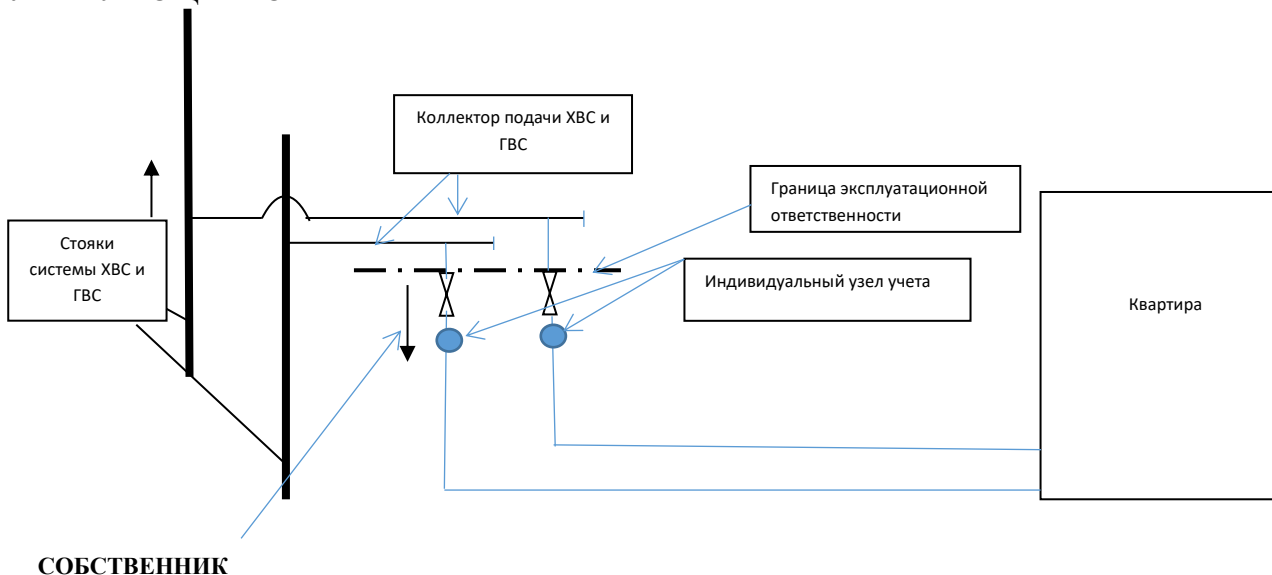 Коллектор подачи ХВС и
ГВС
Граница эксплуатационной
ответственности
Стояки
системы ХВС и
ГВС
Индивидуальный узел учета
Квартира
СОБСТВЕННИК